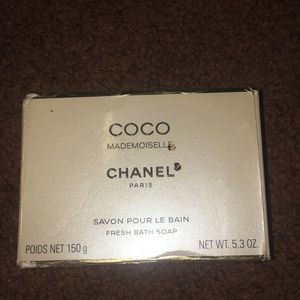 COCO
MADEMOISELLE
CHANEL
PARIS
SAVON POUR LE BAIN
FRESH BATH SOAP
POIDS NET 150 g
NET WT. 5.3 OZ.